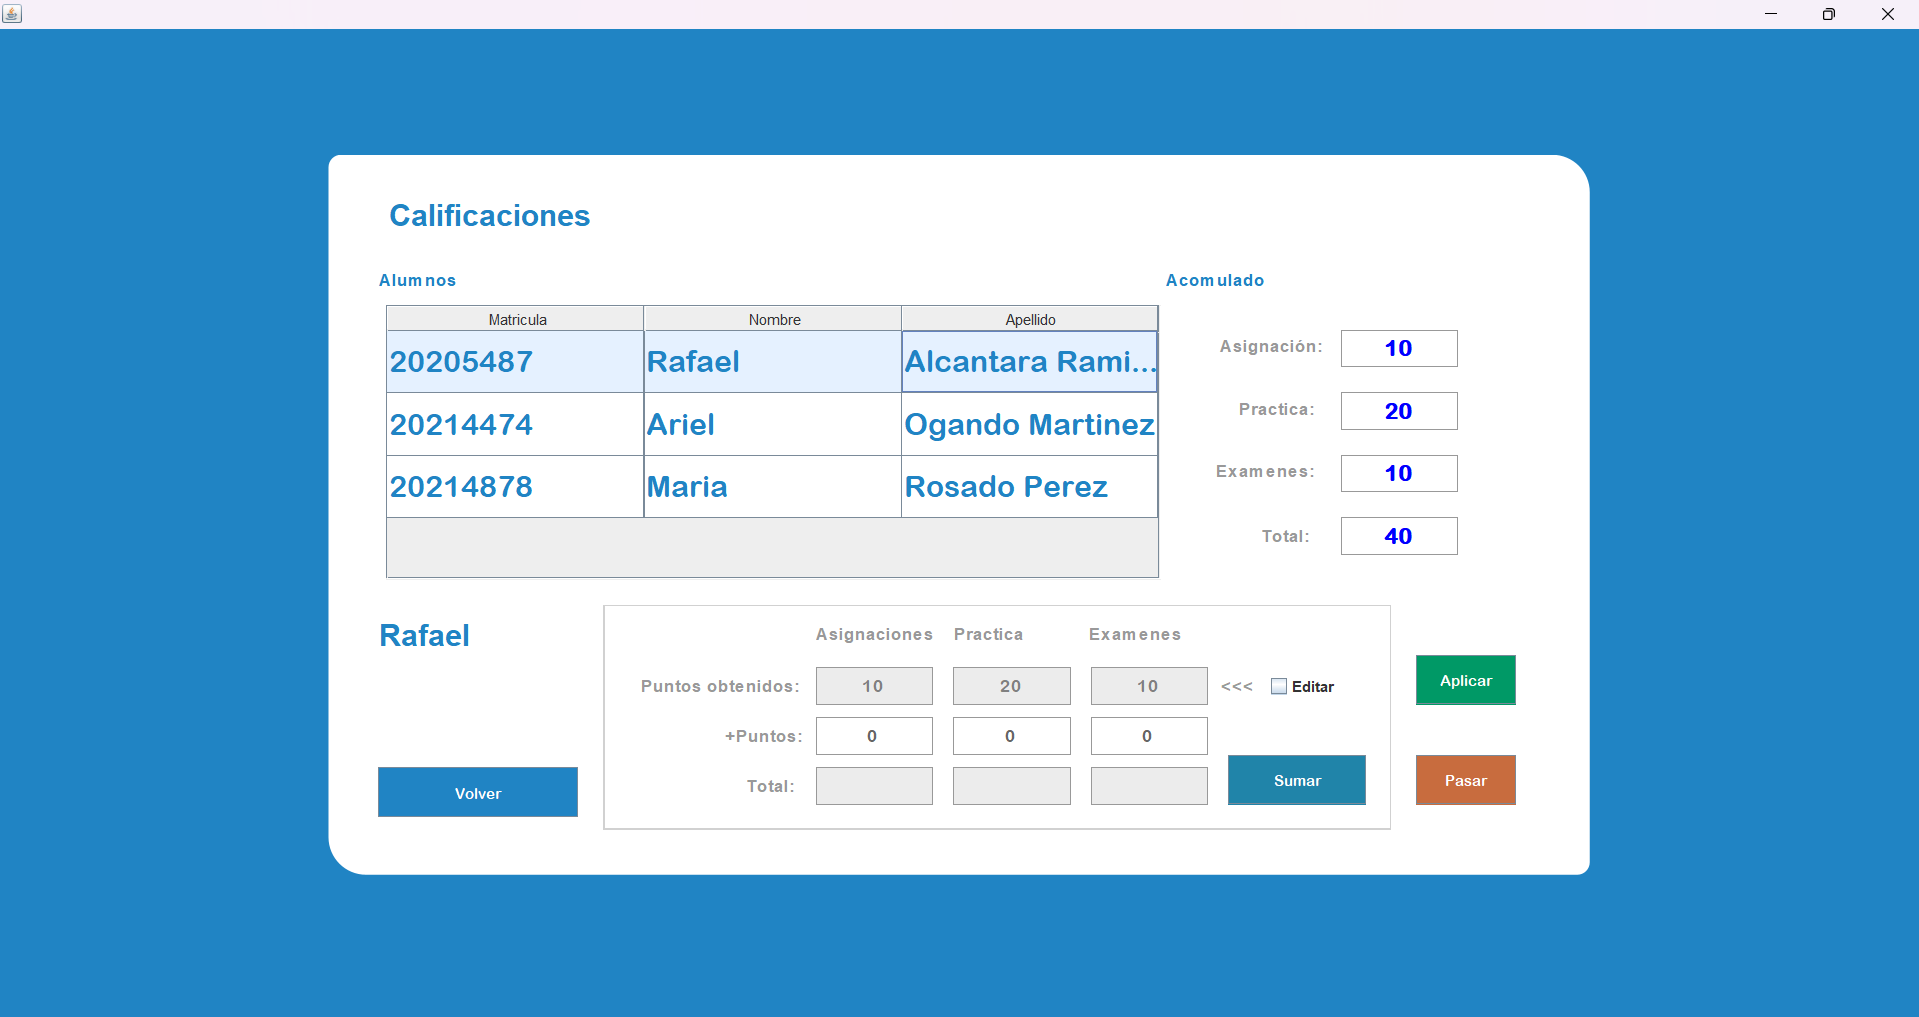 Calificaciones
Alumnos
Acumulado
Matricula Nombre Apellido
20205487 Rafael Alcantara Rami...
20214474 Ariel Ogando Martinez
20214878 Maria Rosado Perez
Asignación: 10
Practica: 20
Examenes: 10
Total: 40
Rafael
Asignaciones Practica Examenes
Puntos obtenidos: 10 20 10 <<< Editar
+Puntos: 0 0 0
Total:
Sumar
Aplicar
Pasar
Volver